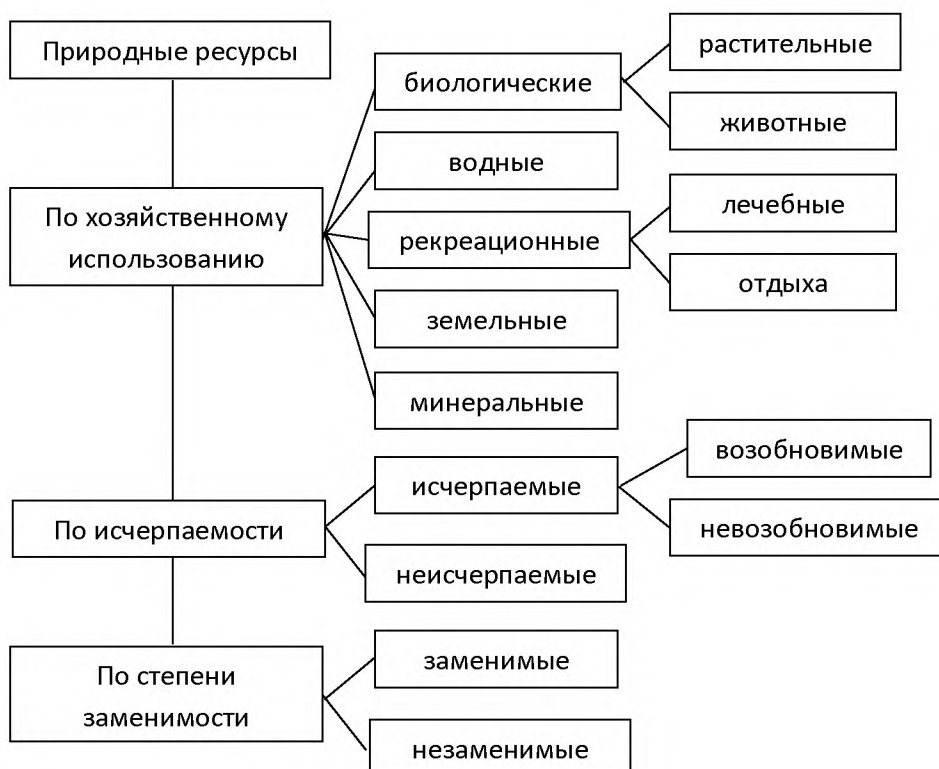 Природные ресурсы
биологические
растительные
животные
водные
По хозяйственному
использованию
рекреационные
лечебные
отдыха
земельные
минеральные
По исчерпаемости
исчерпаемые
возобновимые
невозобновимые
неисчерпаемые
По степени
заменимости
заменимые
незаменимые